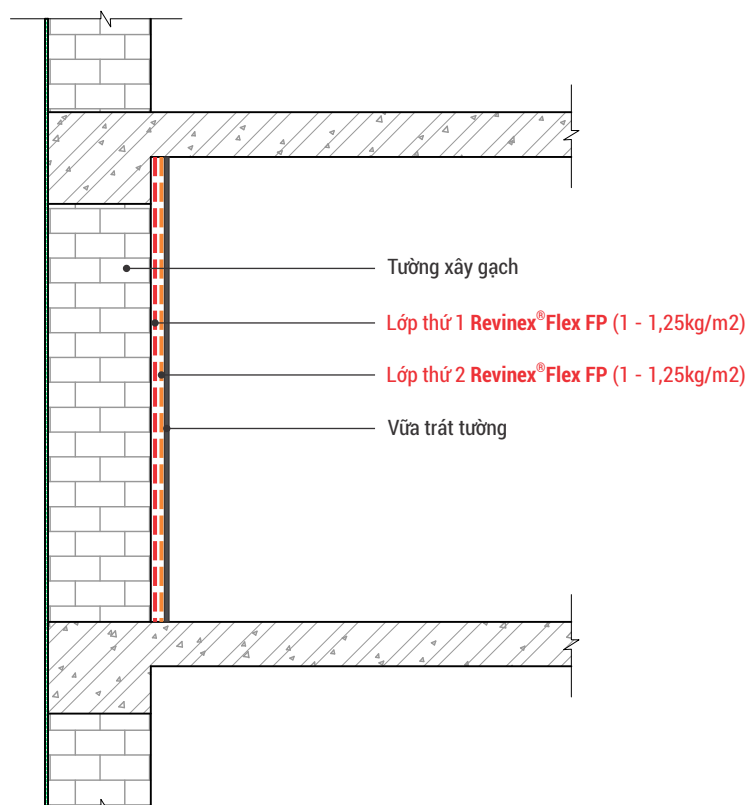 Tường xây gạch
Lớp thứ 1 Revinex®Flex FP (1 - 1,25kg/m2)
Lớp thứ 2 Revinex®Flex FP (1 - 1,25kg/m2)
Vữa trát tường